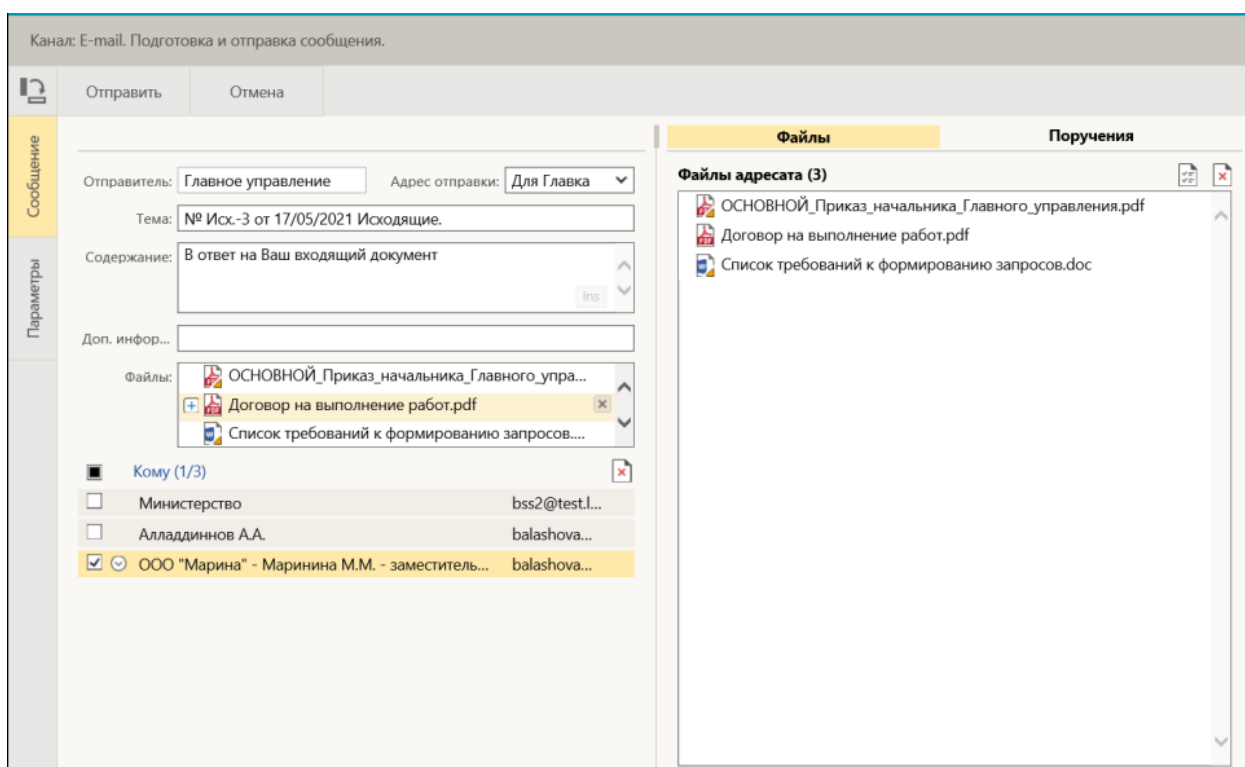 Канал: E-mail. Подготовка и отправка сообщения.
Отправить Отмена
Сообщение
Параметры
Отправитель: Главное управление Адрес отправки: Для Главка
Тема: № Исх.-3 от 17/05/2021 Исходящие.
Содержание: В ответ на Ваш входящий документ
Ins
Доп. инфор...
Файлы: ОСНОВНОЙ_Приказ_начальника_Главного_упра...
Договор на выполнение работ.pdf
Список требований к формированию запросов....
Кому (1/3)
Министерство bss2@test.l...
Алладдиннов А.А. balashova...
ООО "Марина" - Маринина М.М. - заместитель... balashova...
Файлы Поручения
Файлы адресата (3)
ОСНОВНОЙ_Приказ_начальника_Главного_управления.pdf
Договор на выполнение работ.pdf
Список требований к формированию запросов.doc